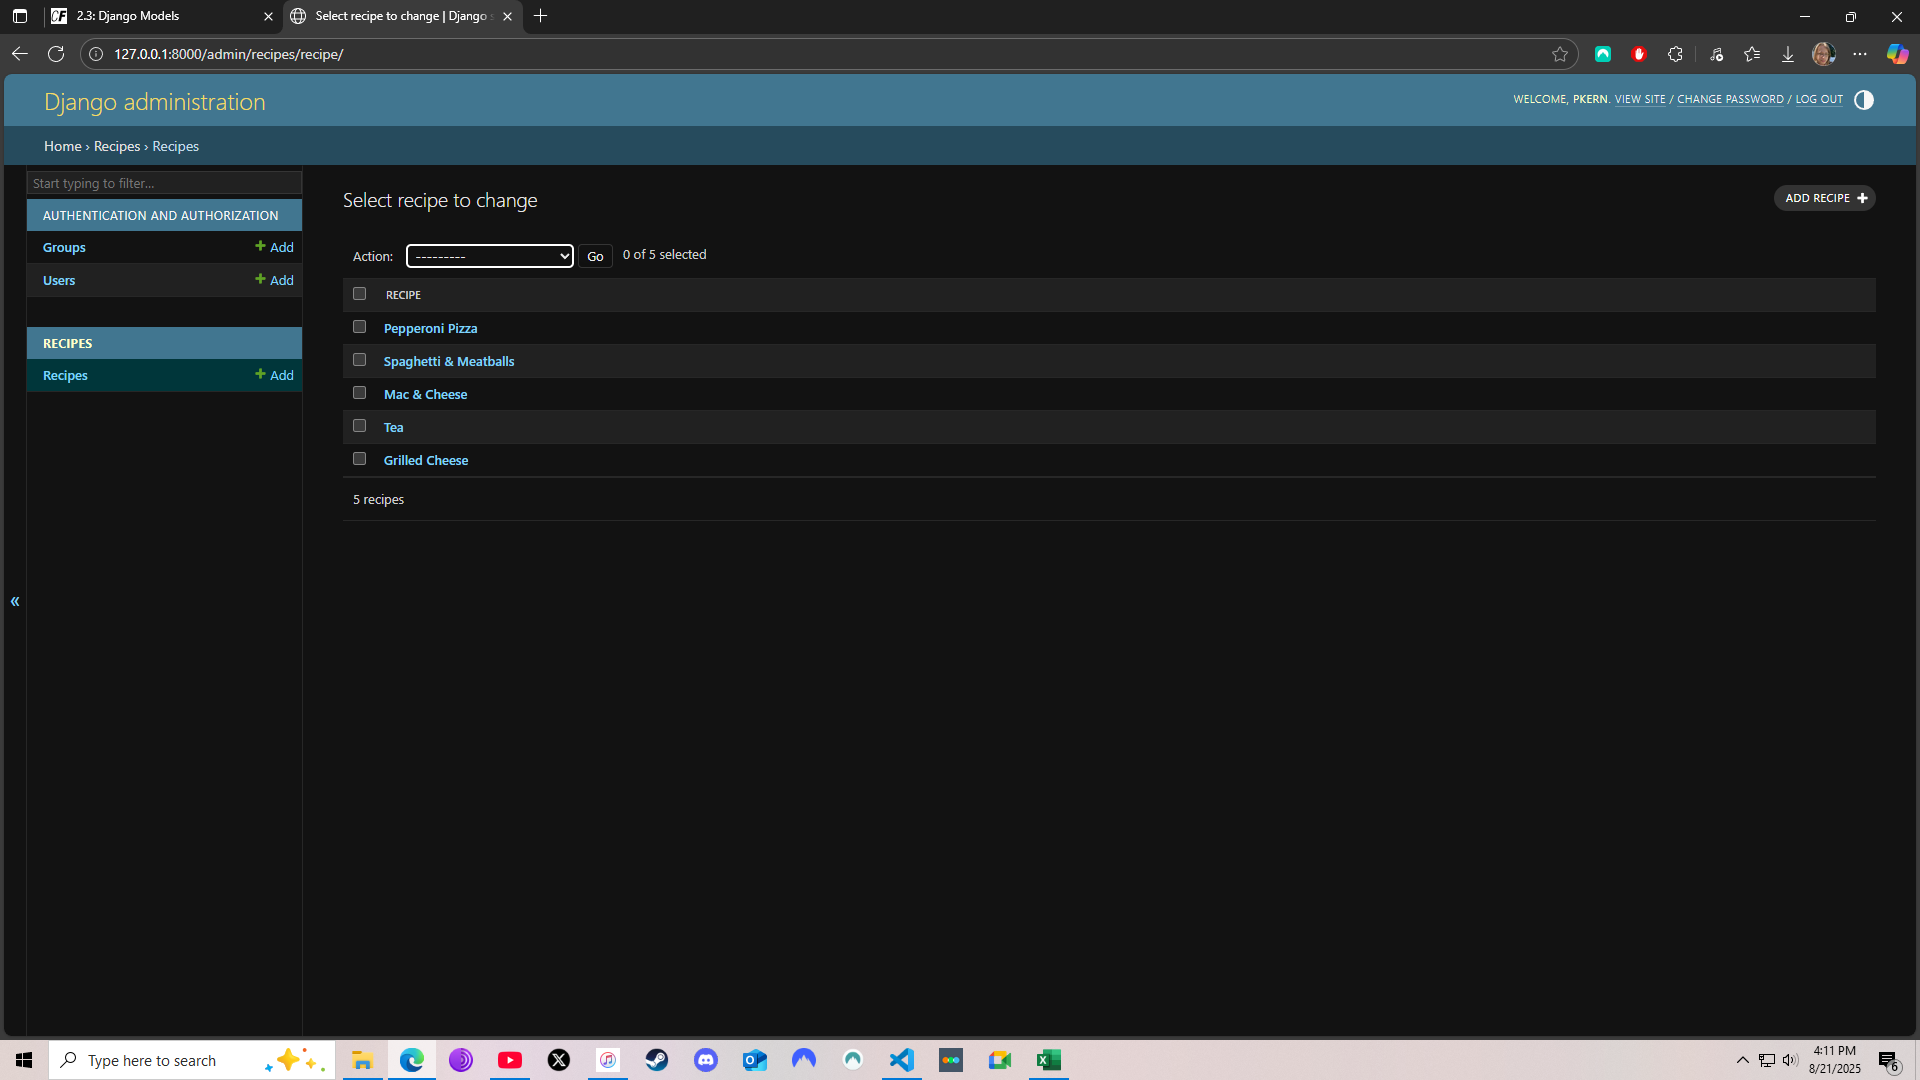 2.3: Django Models
Select recipe to change | Django s
127.0.0.1:8000/admin/recipes/recipe/
Django administration
WELCOME, PKERN. VIEW SITE / CHANGE PASSWORD / LOG OUT
Home › Recipes › Recipes
Start typing to filter...
AUTHENTICATION AND AUTHORIZATION
Groups + Add
Users + Add
RECIPES
Recipes + Add
«
Select recipe to change
ADD RECIPE +
Action: --------- Go 0 of 5 selected
RECIPE
Pepperoni Pizza
Spaghetti & Meatballs
Mac & Cheese
Tea
Grilled Cheese
5 recipes
Type here to search
4:11 PM
8/21/2025
6